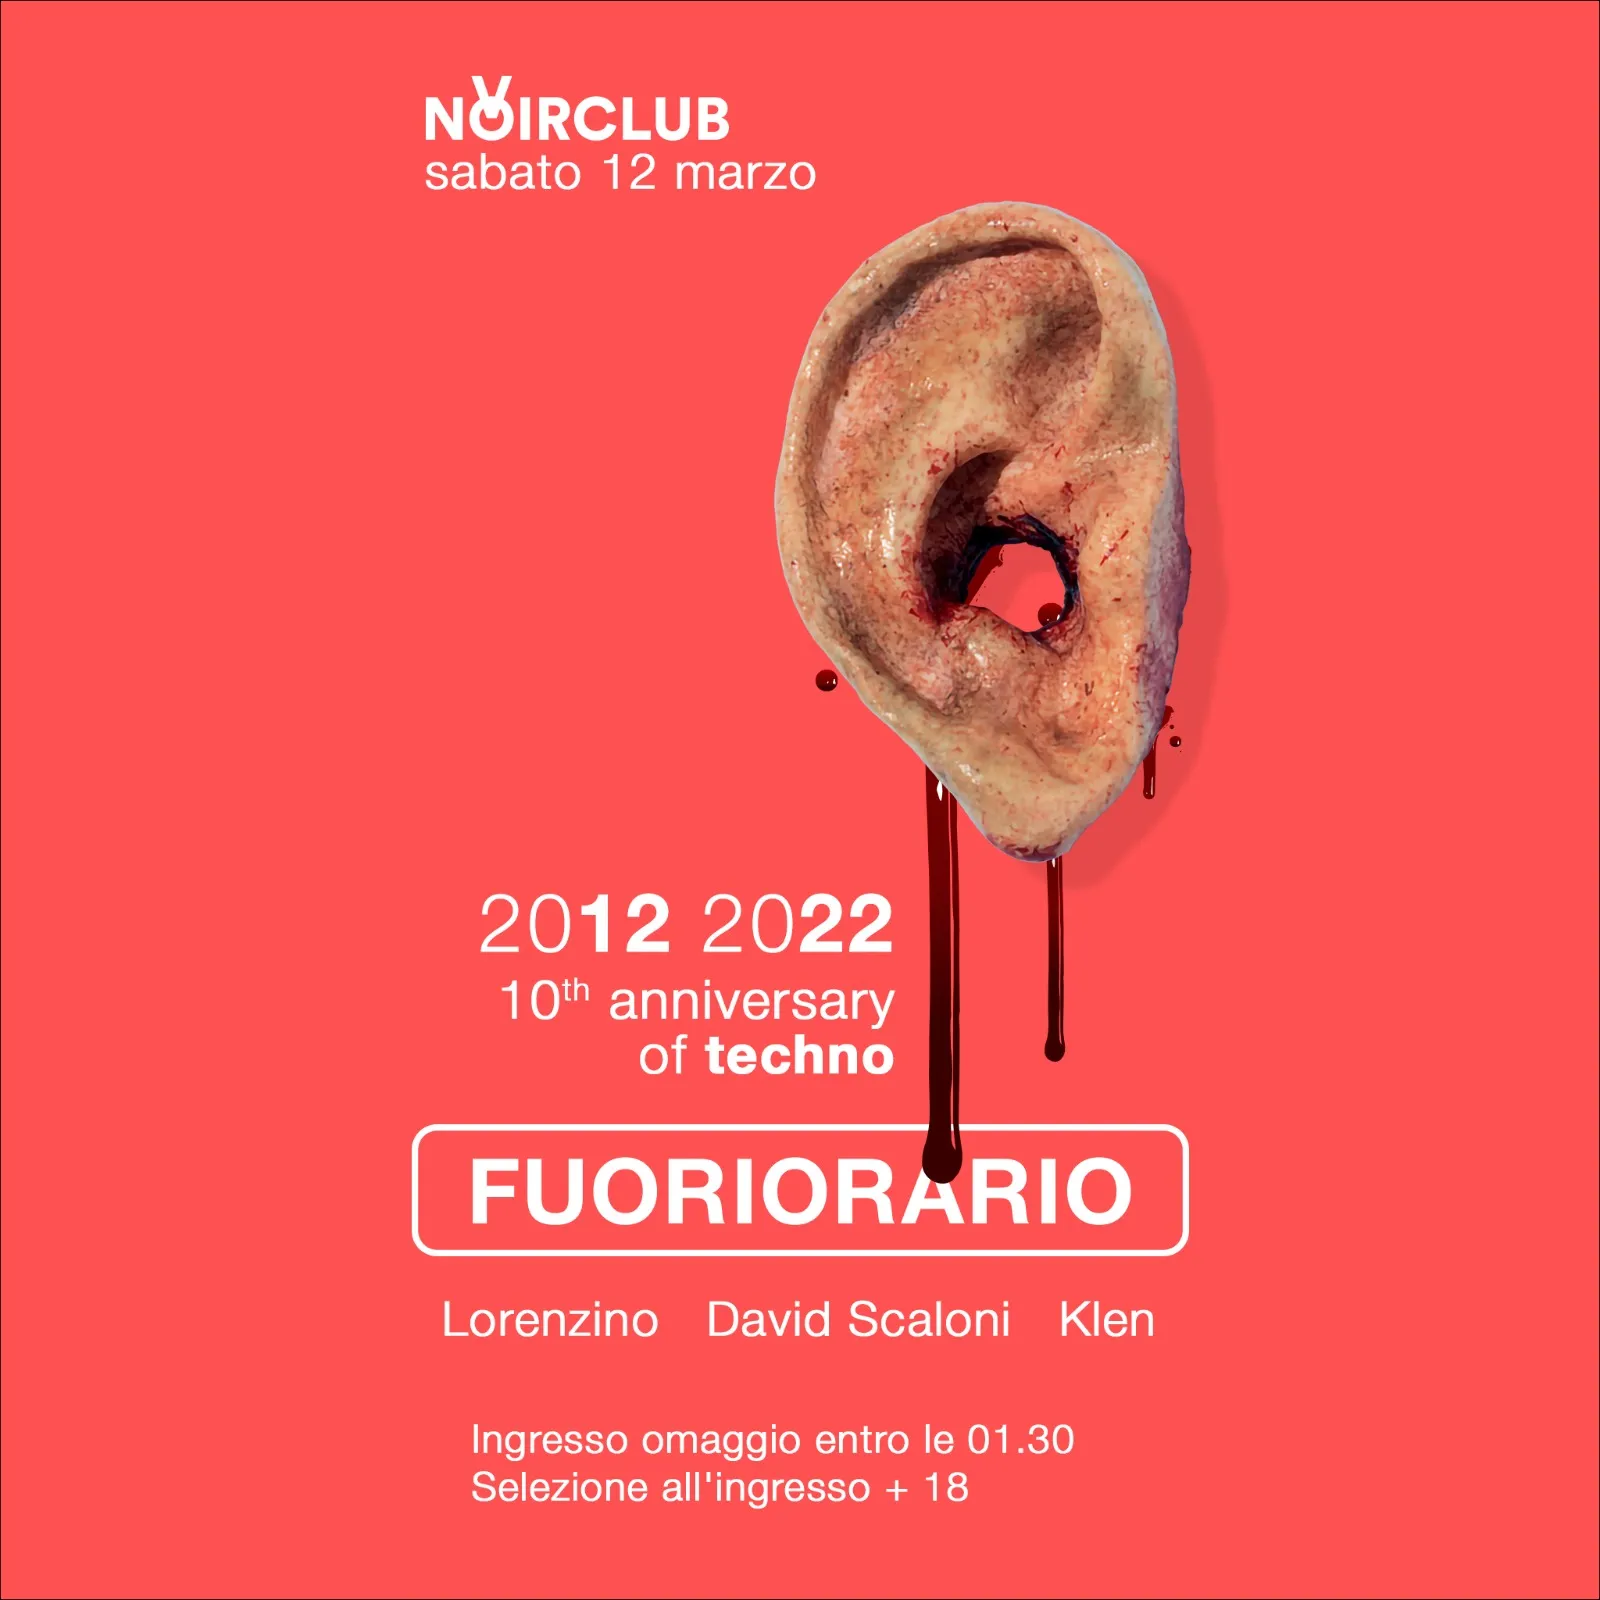 NOIRCLUB
sabato 12 marzo
2012 2022
10th anniversary
of techno
FUORIORARIO
Lorenzino David Scaloni Klen
Ingresso omaggio entro le 01.30
Selezione all'ingresso + 18